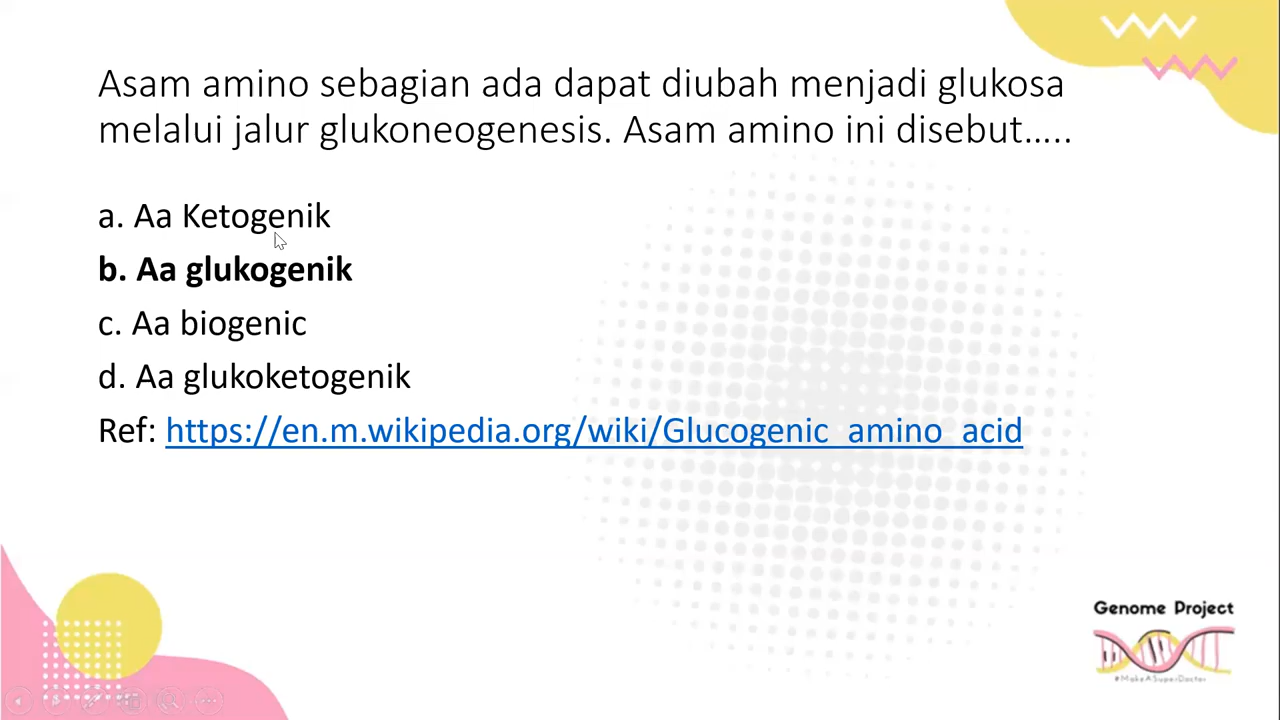 Asam amino sebagian ada dapat diubah menjadi glukosa
melalui jalur glukoneogenesis. Asam amino ini disebut.....
a. Aa Ketogenik
b. Aa glukogenik
c. Aa biogenic
d. Aa glukoketogenik
Ref: https://en.m.wikipedia.org/wiki/Glucogenic_amino_acid
Genome Project
#MakeASuperDoctor